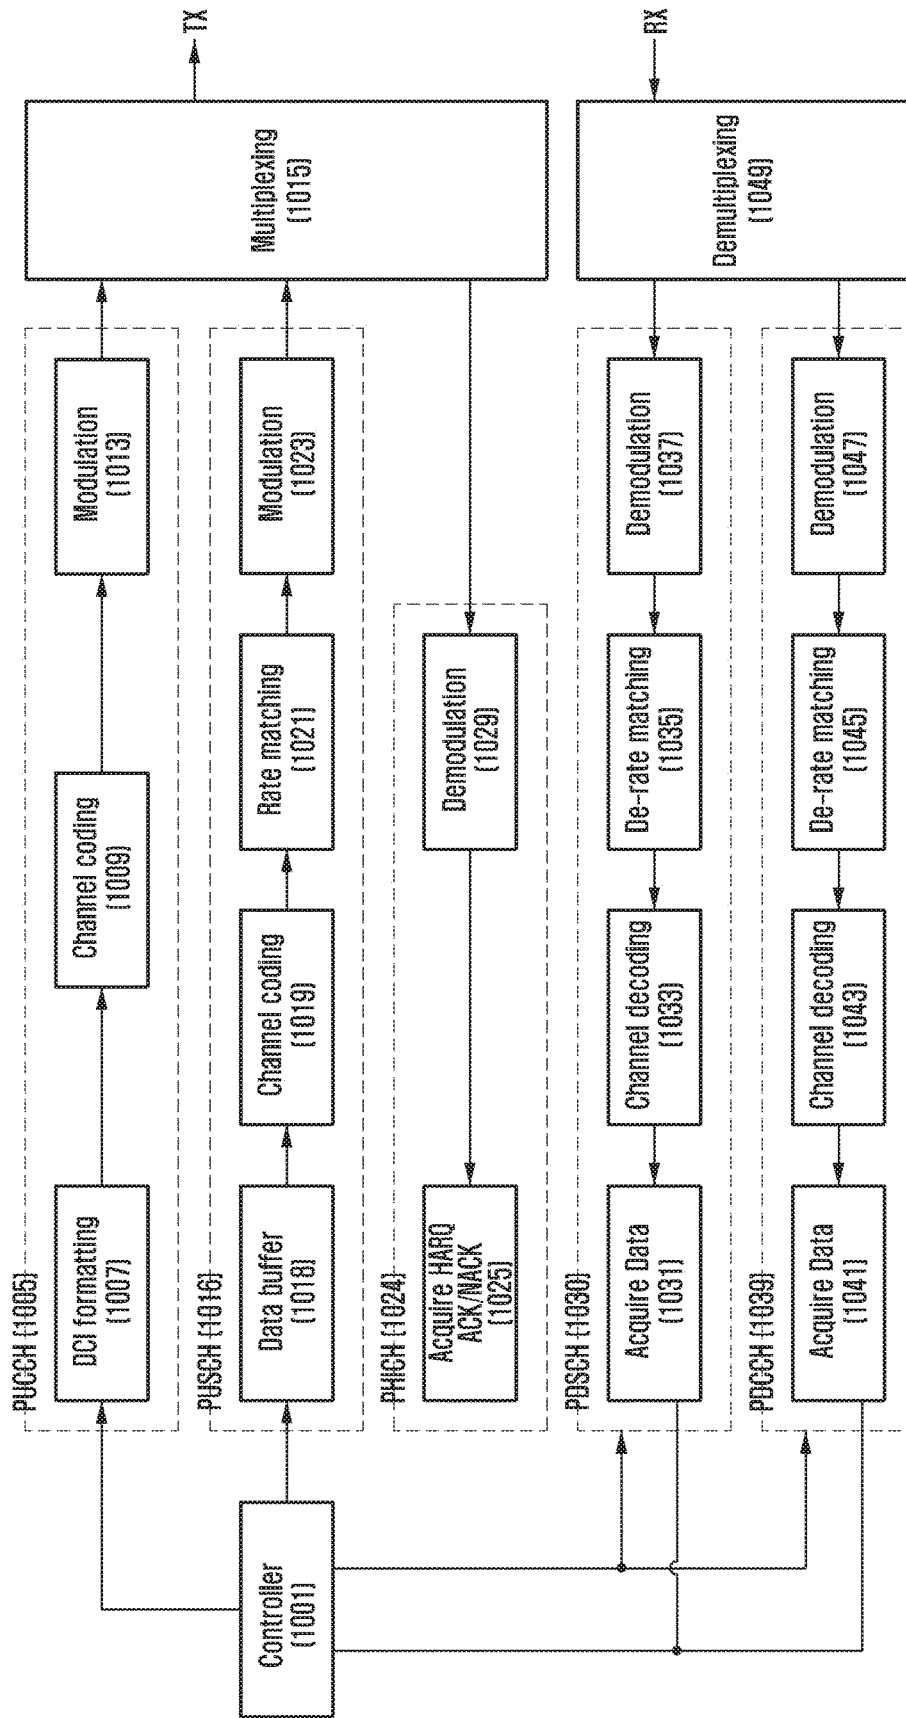 PUCCH (1005)
DCI formatting
(1007)
Channel coding
(1009)
Modulation
(1013)
Multiplexing
(1015)
TX
PUSCH (1016)
Controller
(1001)
Data buffer
(1018)
Channel coding
(1019)
Rate matching
(1021)
Modulation
(1023)
PHICH (1024)
Acquire HARQ
ACK/NACK
(1025)
Demodulation
(1029)
PDSCH (1030)
Acquire Data
(1031)
Channel decoding
(1033)
De-rate matching
(1035)
Demodulation
(1037)
Demultiplexing
(1049)
RX
PDCCH (1039)
Acquire Data
(1041)
Channel decoding
(1043)
De-rate matching
(1045)
Demodulation
(1047)